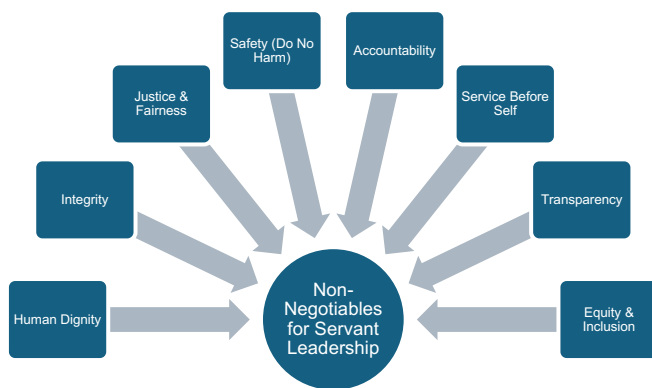 Safety (Do No
Harm)
Accountability
Justice &
Fairness
Service Before
Self
Integrity
Transparency
Human Dignity
Non-
Negotiables
for Servant
Leadership
Equity &
Inclusion